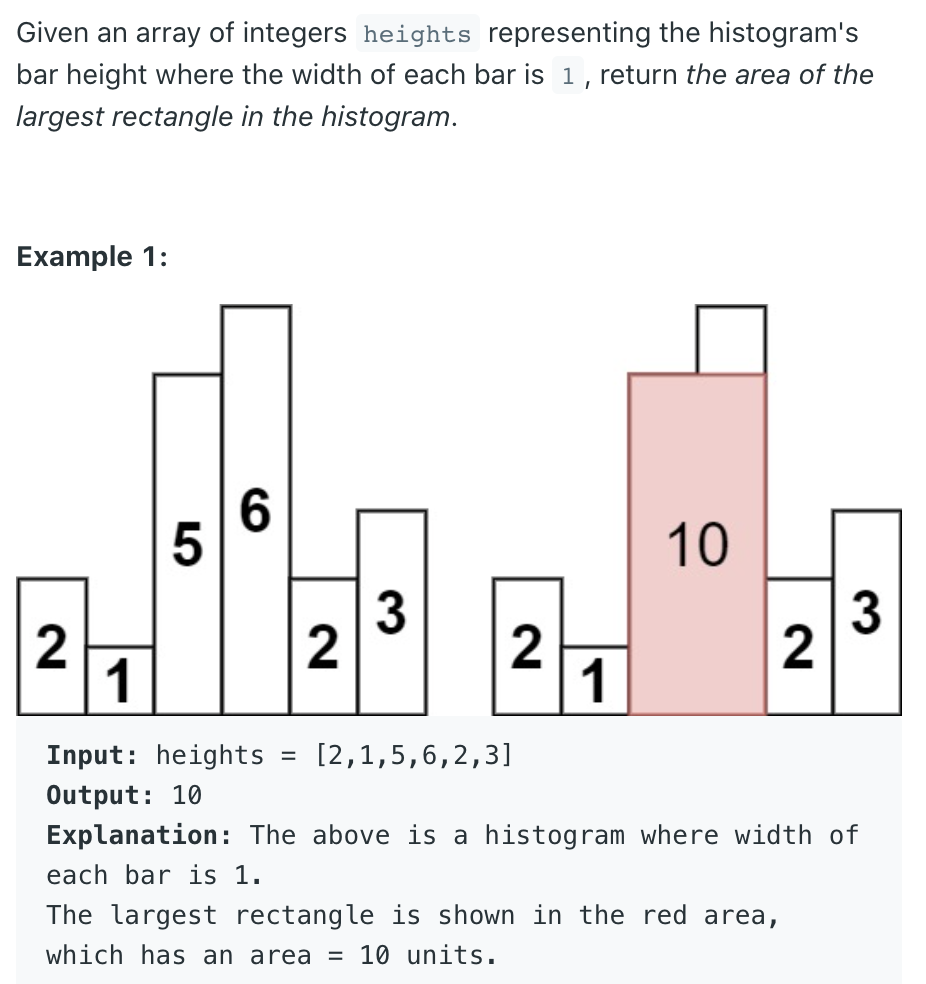 Given an array of integers heights representing the histogram's
bar height where the width of each bar is 1 , return the area of the
largest rectangle in the histogram.
Example 1:
2 1 5 6 2 3
2 1 10 2 3
Input: heights = [2,1,5,6,2,3]
Output: 10
Explanation: The above is a histogram where width of
each bar is 1.
The largest rectangle is shown in the red area,
which has an area = 10 units.